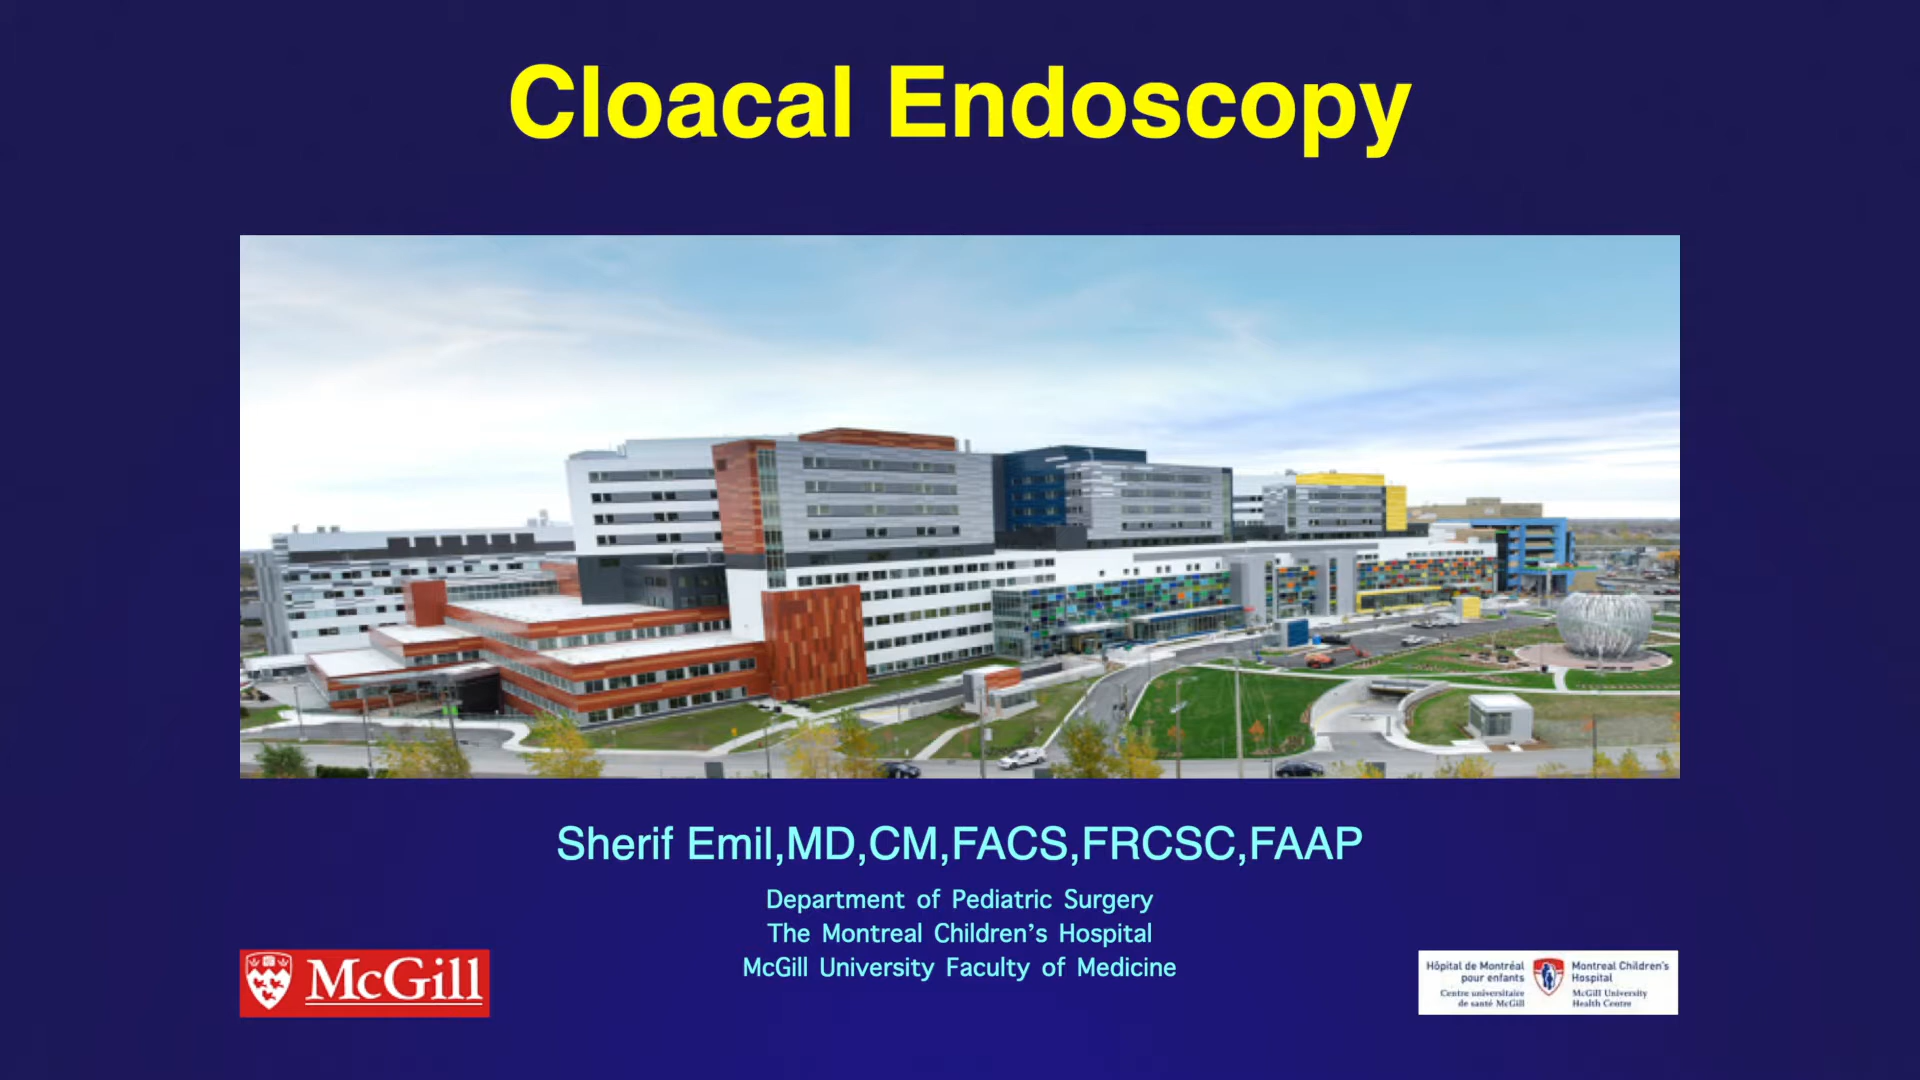 Cloacal Endoscopy
Sherif Emil,MD,CM,FACS,FRCSC,FAAP
Department of Pediatric Surgery
The Montreal Children's Hospital
McGill University Faculty of Medicine
McGill
Hôpital de Montréal
pour enfants
Centre universitaire
de santé McGill
Montreal Children's
Hospital
McGill University
Health Centre